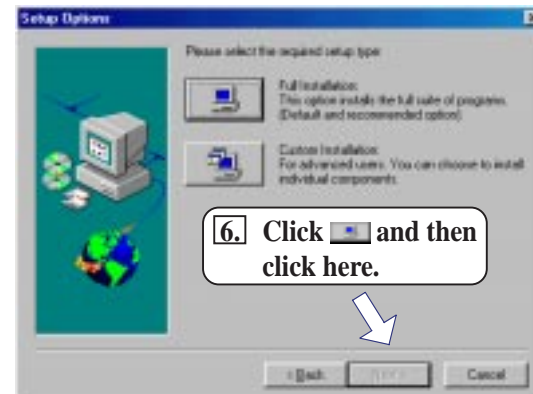 Setup Options
Please select the required setup type:
Full Installation:
This option installs the full suite of programs.
(Default and recommended option)
Custom Installation:
For advanced users. You can choose to install
individual components.
6. Click and then
click here.
< Back Next > Cancel